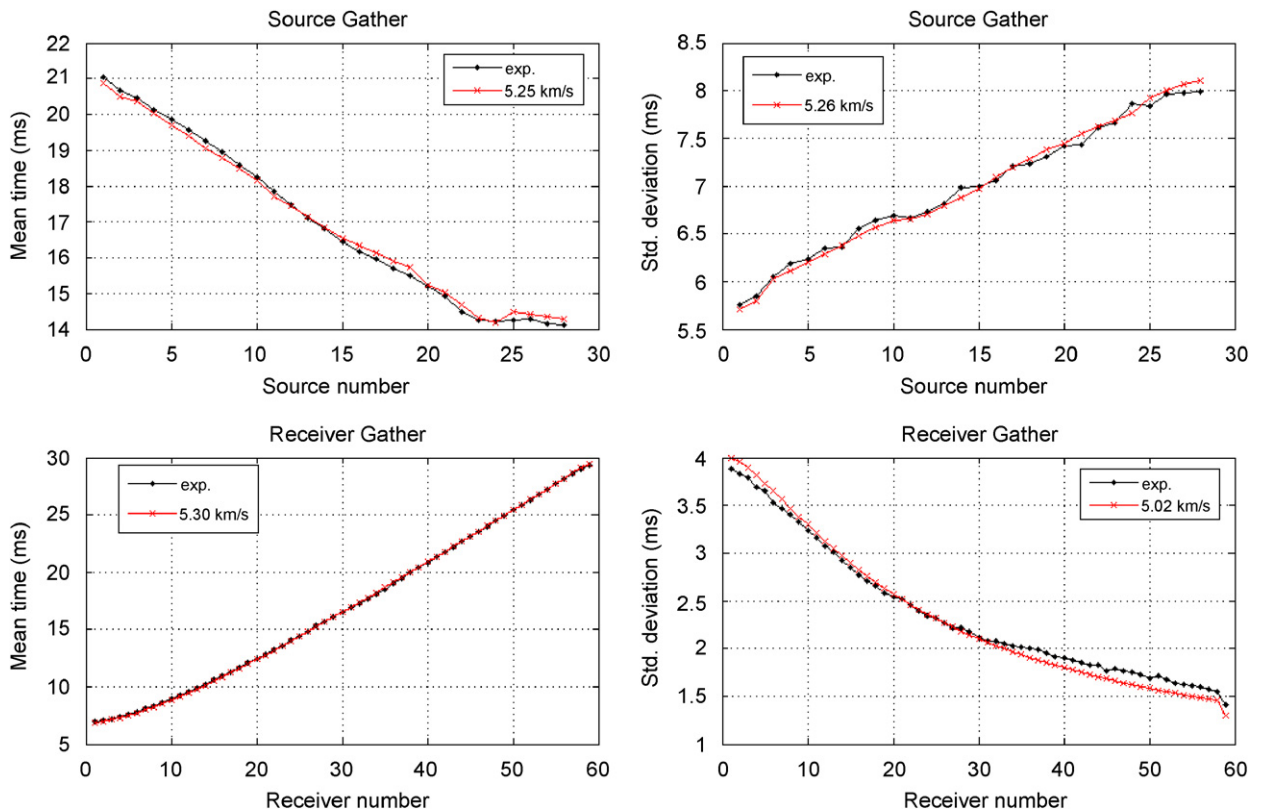 Source Gather
Mean time (ms)
22
21
20
19
18
17
16
15
14
exp.
5.25 km/s
0 5 10 15 20 25 30
Source number
Source Gather
Std. deviation (ms)
8.5
8
7.5
7
6.5
6
5.5
exp.
5.26 km/s
0 5 10 15 20 25 30
Source number
Receiver Gather
Mean time (ms)
30
25
20
15
10
5
exp.
5.30 km/s
0 10 20 30 40 50 60
Receiver number
Receiver Gather
Std. deviation (ms)
4
3.5
3
2.5
2
1.5
1
exp.
5.02 km/s
0 10 20 30 40 50 60
Receiver number